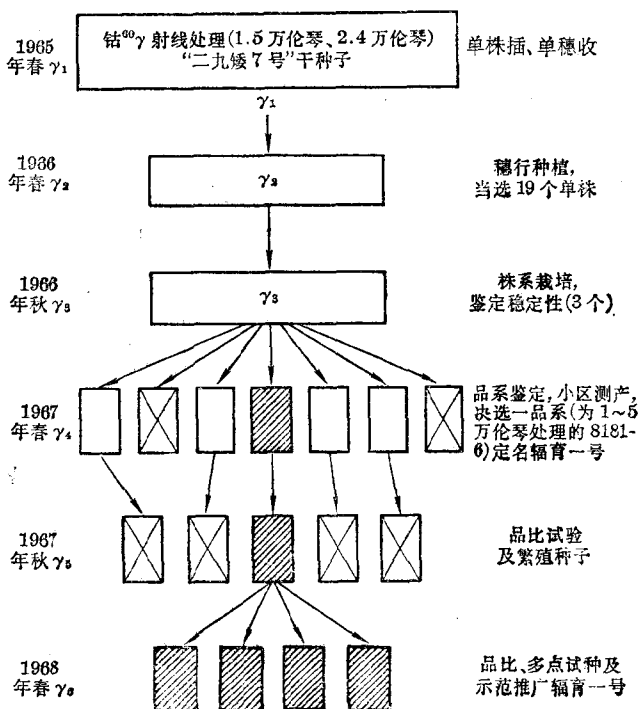 1965
年春 γ₁
钴⁶⁰γ 射线处理(1.5万伦琴、2.4万伦琴)
“二九矮7号”干种子
单株插、单穗收
γ₁
1966
年春 γ₂
γ₂
穗行种植,
当选19个单株
1966
年秋 γ₃
γ₃
株系栽培,
鉴定稳定性(3个)
1967
年春 γ₄
品系鉴定,小区测产,
决选一品系(为1~5
万伦琴处理的8181-
6)定名辐育一号
1967
年秋 γ₅
品比试验
及繁殖种子
1968
年春 γ₆
品比、多点试种及
示范推广辐育一号